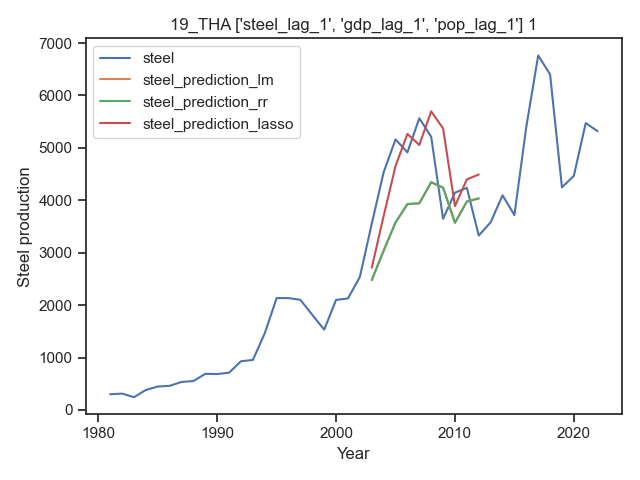 19_THA ['steel_lag_1', 'gdp_lag_1', 'pop_lag_1'] 1
steel
steel_prediction_lm
steel_prediction_rr
steel_prediction_lasso
Steel production
7000
6000
5000
4000
3000
2000
1000
0
1980 1990 2000 2010 2020
Year